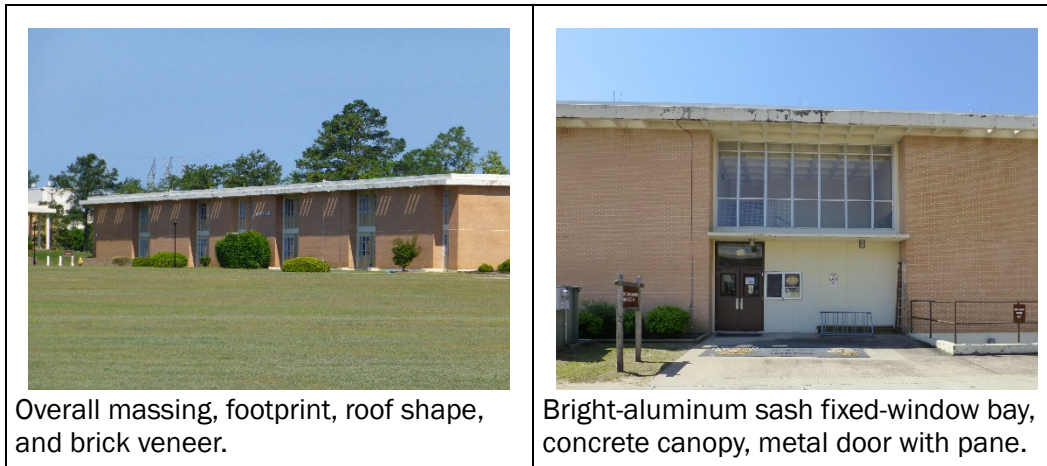 Overall massing, footprint, roof shape,
and brick veneer.
Bright-aluminum sash fixed-window bay,
concrete canopy, metal door with pane.